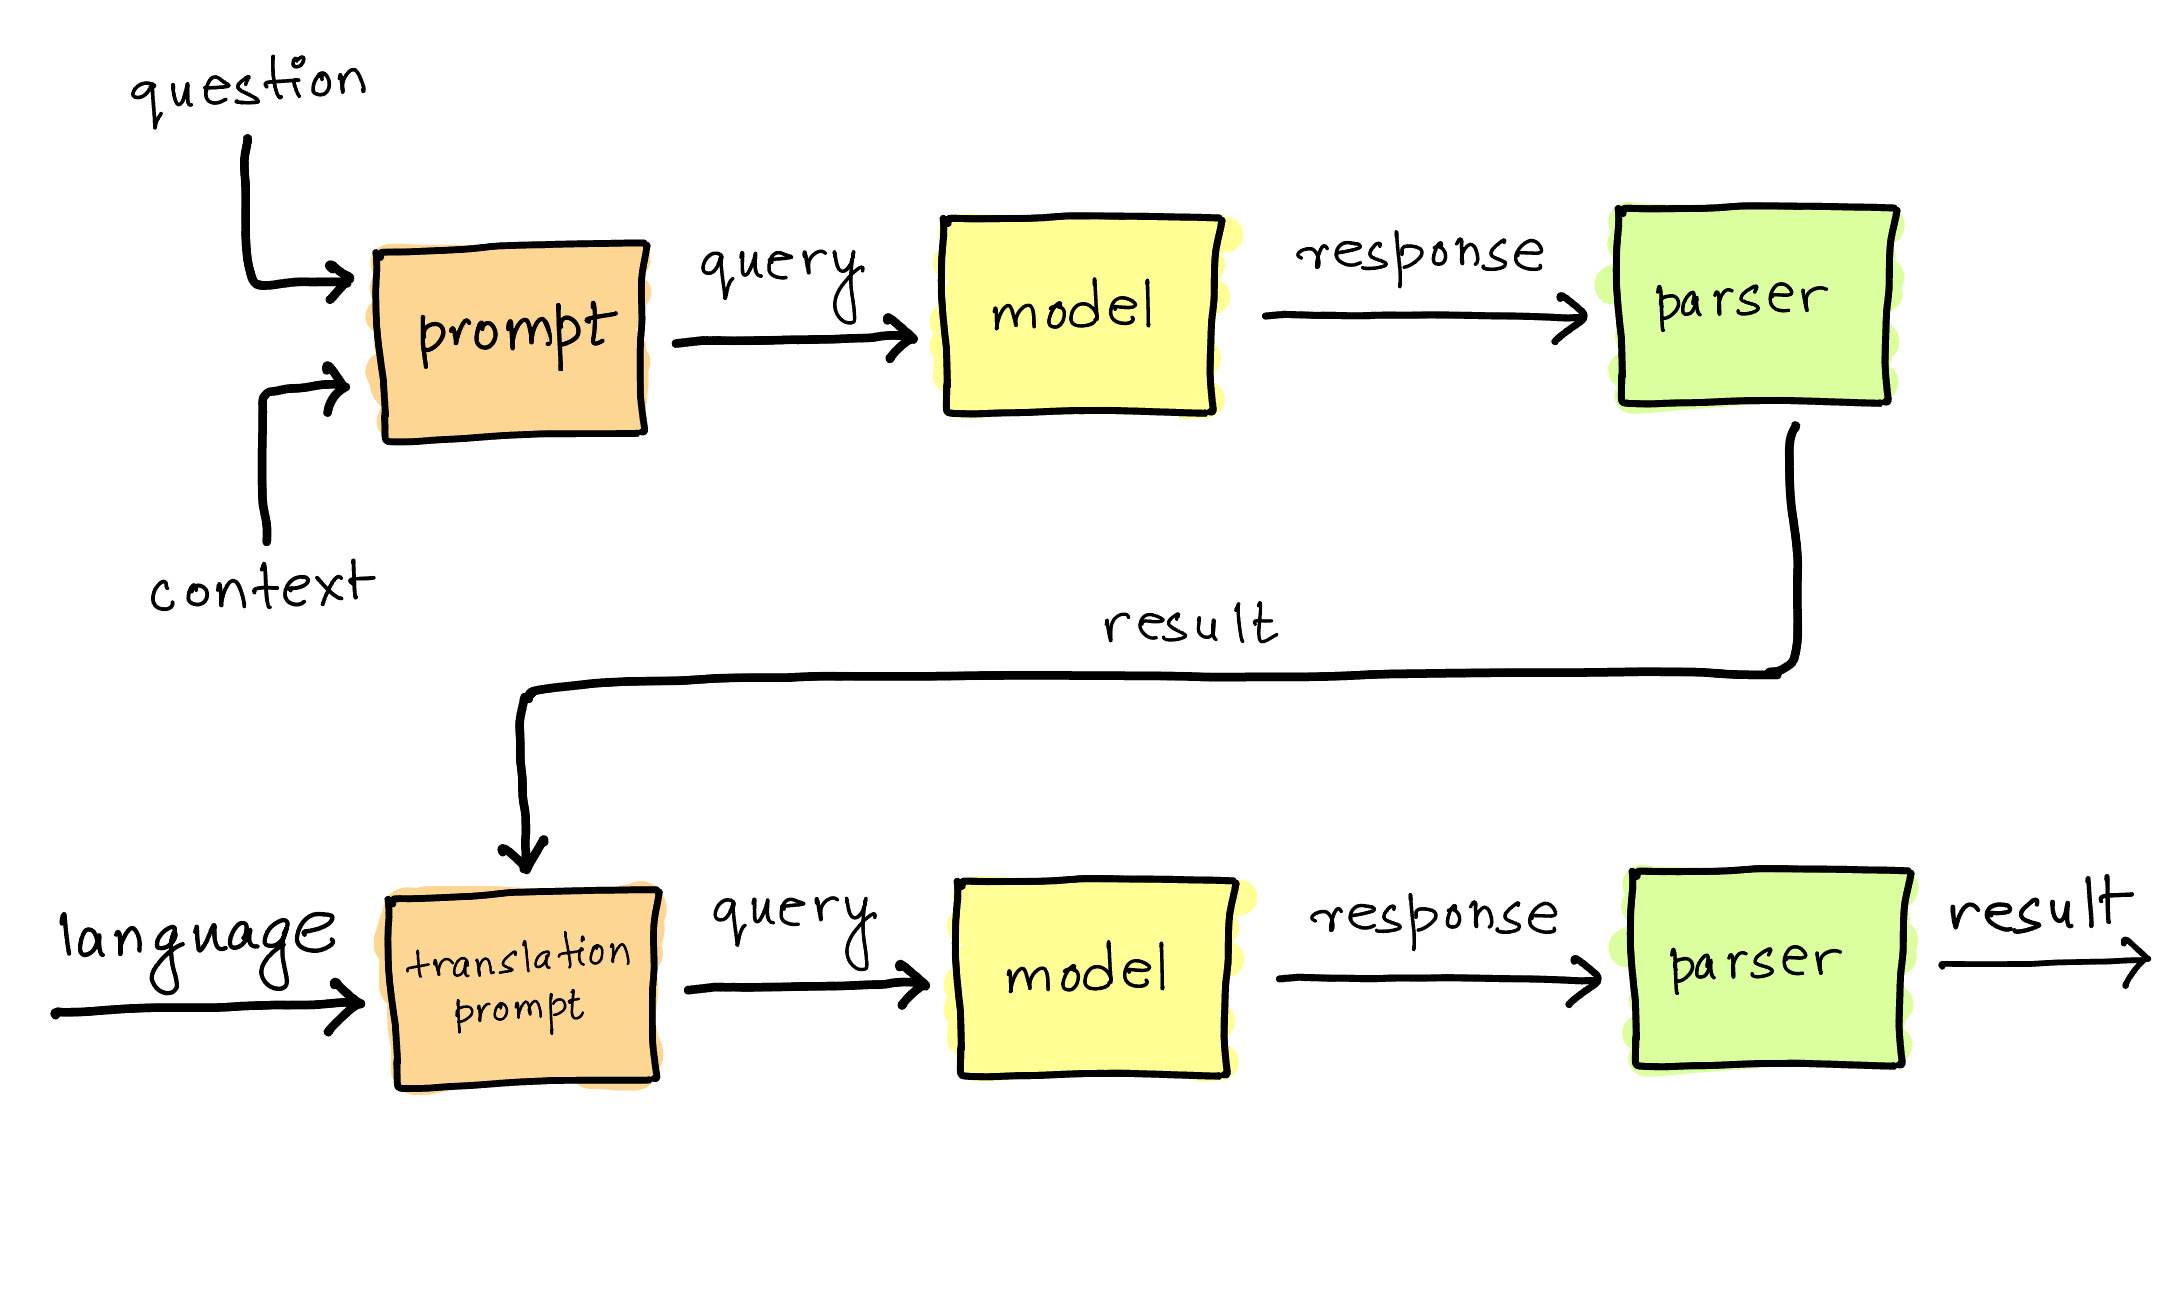 question
prompt
query
model
response
parser
context
result
language
translation
prompt
query
model
response
parser
result